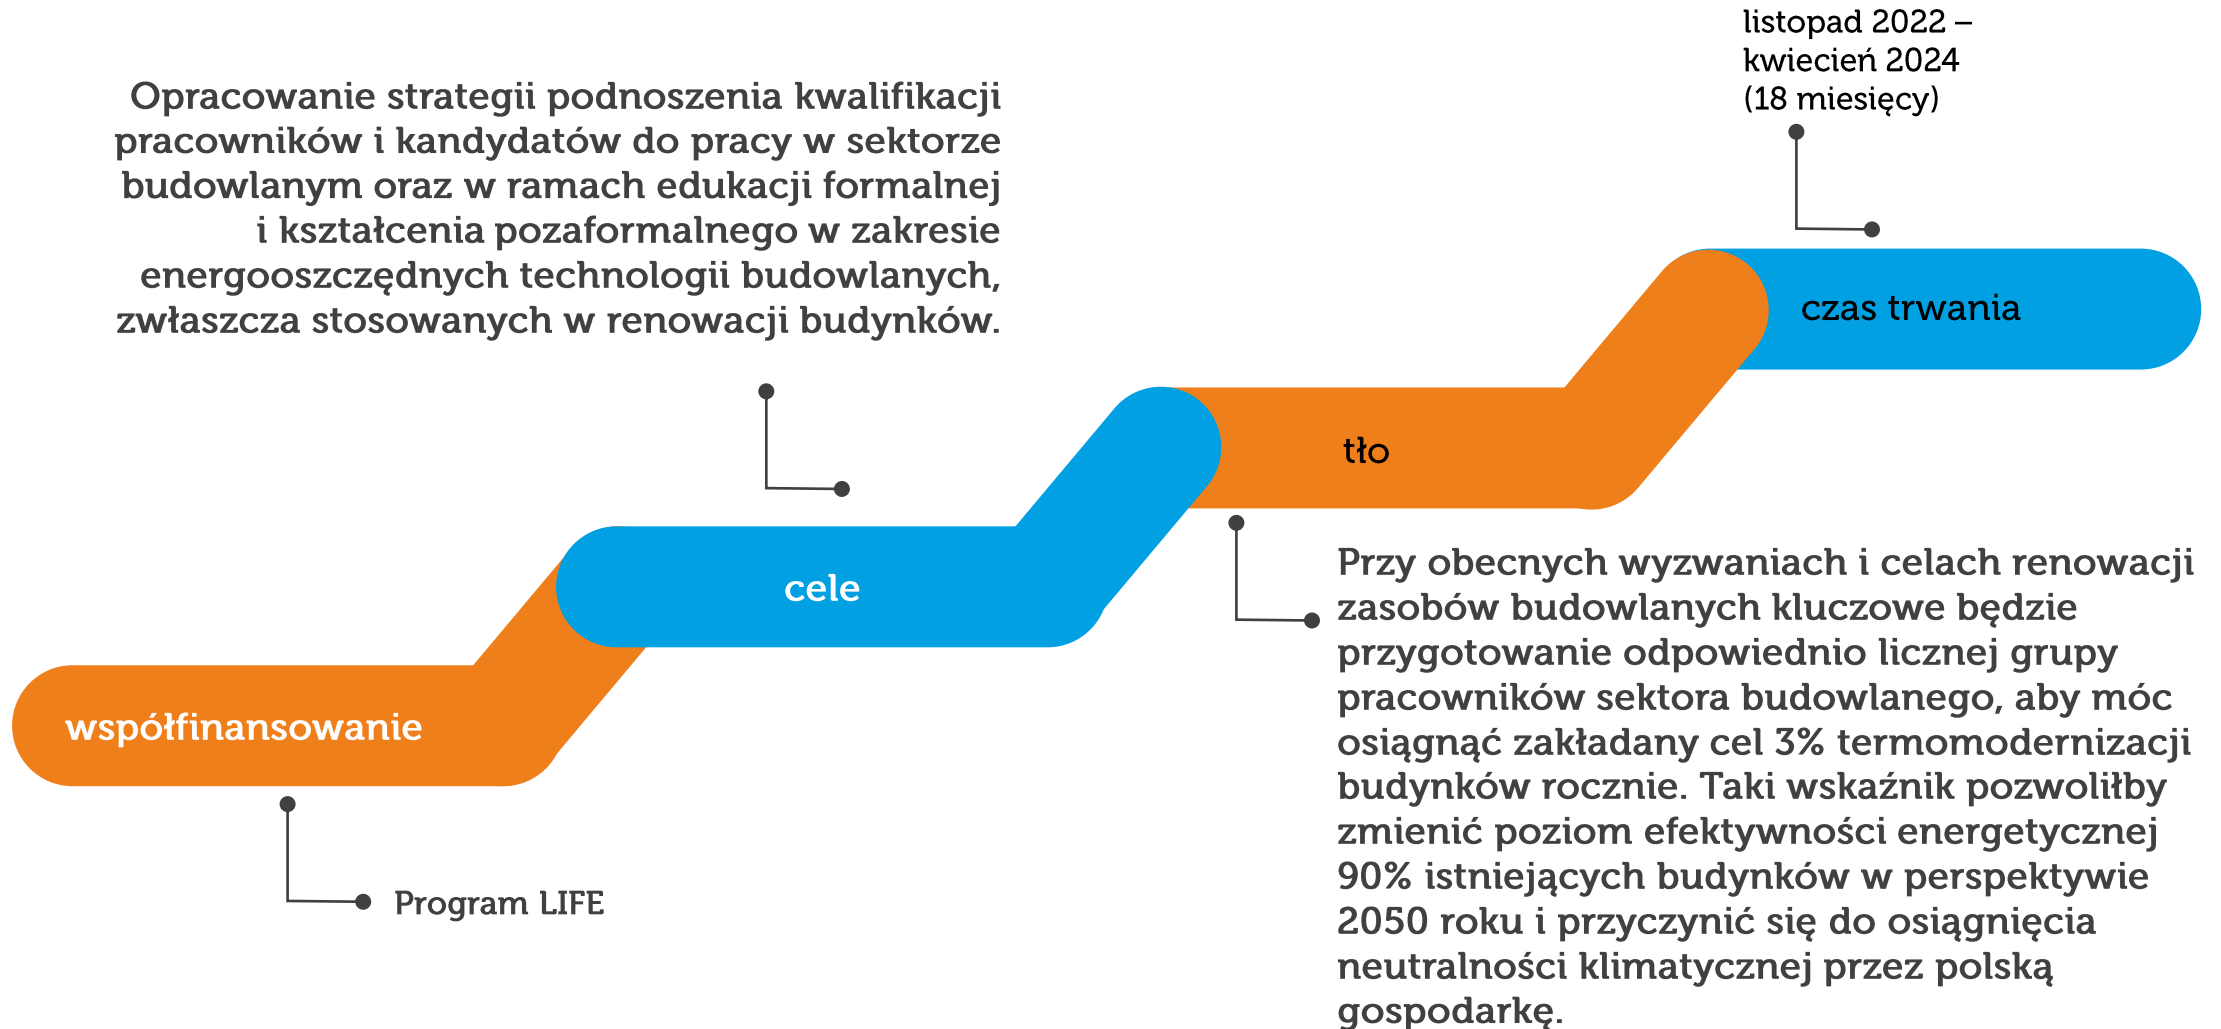 listopad 2022 –
kwiecień 2024
(18 miesięcy)
Opracowanie strategii podnoszenia kwalifikacji
pracowników i kandydatów do pracy w sektorze
budowlanym oraz w ramach edukacji formalnej
i kształcenia pozaformalnego w zakresie
energooszczędnych technologii budowlanych,
zwłaszcza stosowanych w renowacji budynków.
czas trwania
tło
cele
współfinansowanie
Program LIFE
Przy obecnych wyzwaniach i celach renowacji
zasobów budowlanych kluczowe będzie
przygotowanie odpowiednio licznej grupy
pracowników sektora budowlanego, aby móc
osiągnąć zakładany cel 3% termomodernizacji
budynków rocznie. Taki wskaźnik pozwoliłby
zmienić poziom efektywności energetycznej
90% istniejących budynków w perspektywie
2050 roku i przyczynić się do osiągnięcia
neutralności klimatycznej przez polską
gospodarkę.